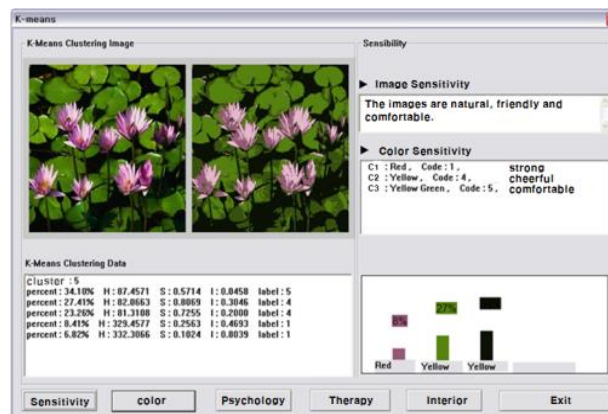 K-means
K-Means Clustering Image
Sensibility
Image Sensitivity
The images are natural, friendly and
comfortable.
Color Sensitivity
C1 : Red , Code : 1 , strong
C2 : Yellow , Code : 4 , cheerful
C3 : Yellow Green , Code : 5 , comfortable
K-Means Clustering Data
cluster : 5
percent : 34.10% H : 87.4571 S : 0.5714 I : 0.0458 label : 5
percent : 27.41% H : 82.0663 S : 0.8069 I : 0.3046 label : 4
percent : 23.26% H : 81.3108 S : 0.7255 I : 0.2000 label : 4
percent : 8.41% H : 329.4577 S : 0.2563 I : 0.4693 label : 1
percent : 6.82% H : 332.3066 S : 0.1024 I : 0.8039 label : 1
8%
27%
Red Yellow Yellow
Sensitivity color Psychology Therapy Interior Exit